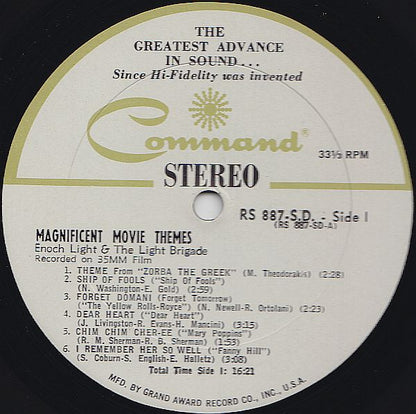 THE
GREATEST ADVANCE
IN SOUND...
Since Hi-Fidelity was invented
Command®
33⅓ RPM
STEREO
RS 887-S.D. - Side 1
(RS 887-SD-A)
MAGNIFICENT MOVIE THEMES
Enoch Light & The Light Brigade
Recorded on 35MM Film
1. THEME From "ZORBA THE GREEK" (M. Theodorakis) (2:28)
2. SHIP OF FOOLS ("Ship Of Fools")
(N. Washington-E. Gold) (2:59)
3. FORGET DOMANI (Forget Tomorrow)
("The Yellow Rolls-Royce") (N. Newell-R. Ortolani) (2:23)
4. DEAR HEART ("Dear Heart")
(J. Livingston-R. Evans-H. Mancini) (3:15)
5. CHIM CHIM CHER-EE ("Mary Poppins")
(R. M. Sherman-R. B. Sherman) (1:53)
6. I REMEMBER HER SO WELL ("Fanny Hill")
(S. Coburn-S. English-E. Halletz) (3:08)
Total Time Side 1: 16:21
MFD. BY GRAND AWARD RECORD CO., INC., U.S.A.